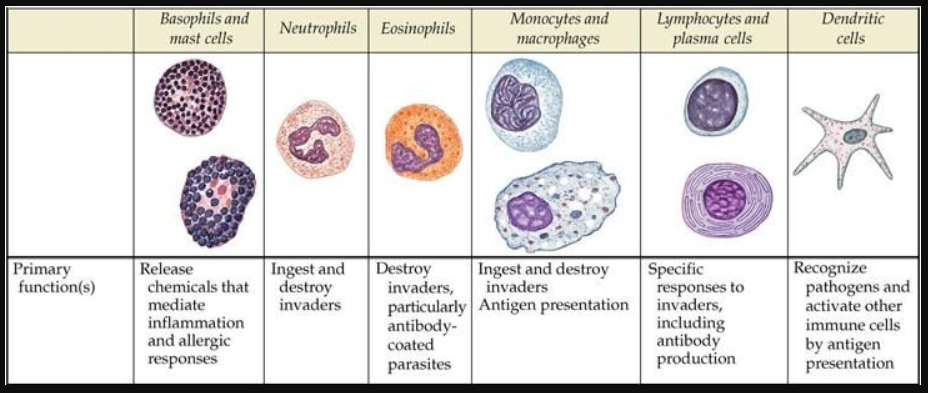 Basophils and
mast cells
Neutrophils
Eosinophils
Monocytes and
macrophages
Lymphocytes and
plasma cells
Dendritic
cells
Primary
function(s)
Release
chemicals that
mediate
inflammation
and allergic
responses
Ingest and
destroy
invaders
Destroy
invaders,
particularly
antibody-
coated
parasites
Ingest and destroy
invaders
Antigen presentation
Specific
responses to
invaders,
including
antibody
production
Recognize
pathogens and
activate other
immune cells
by antigen
presentation